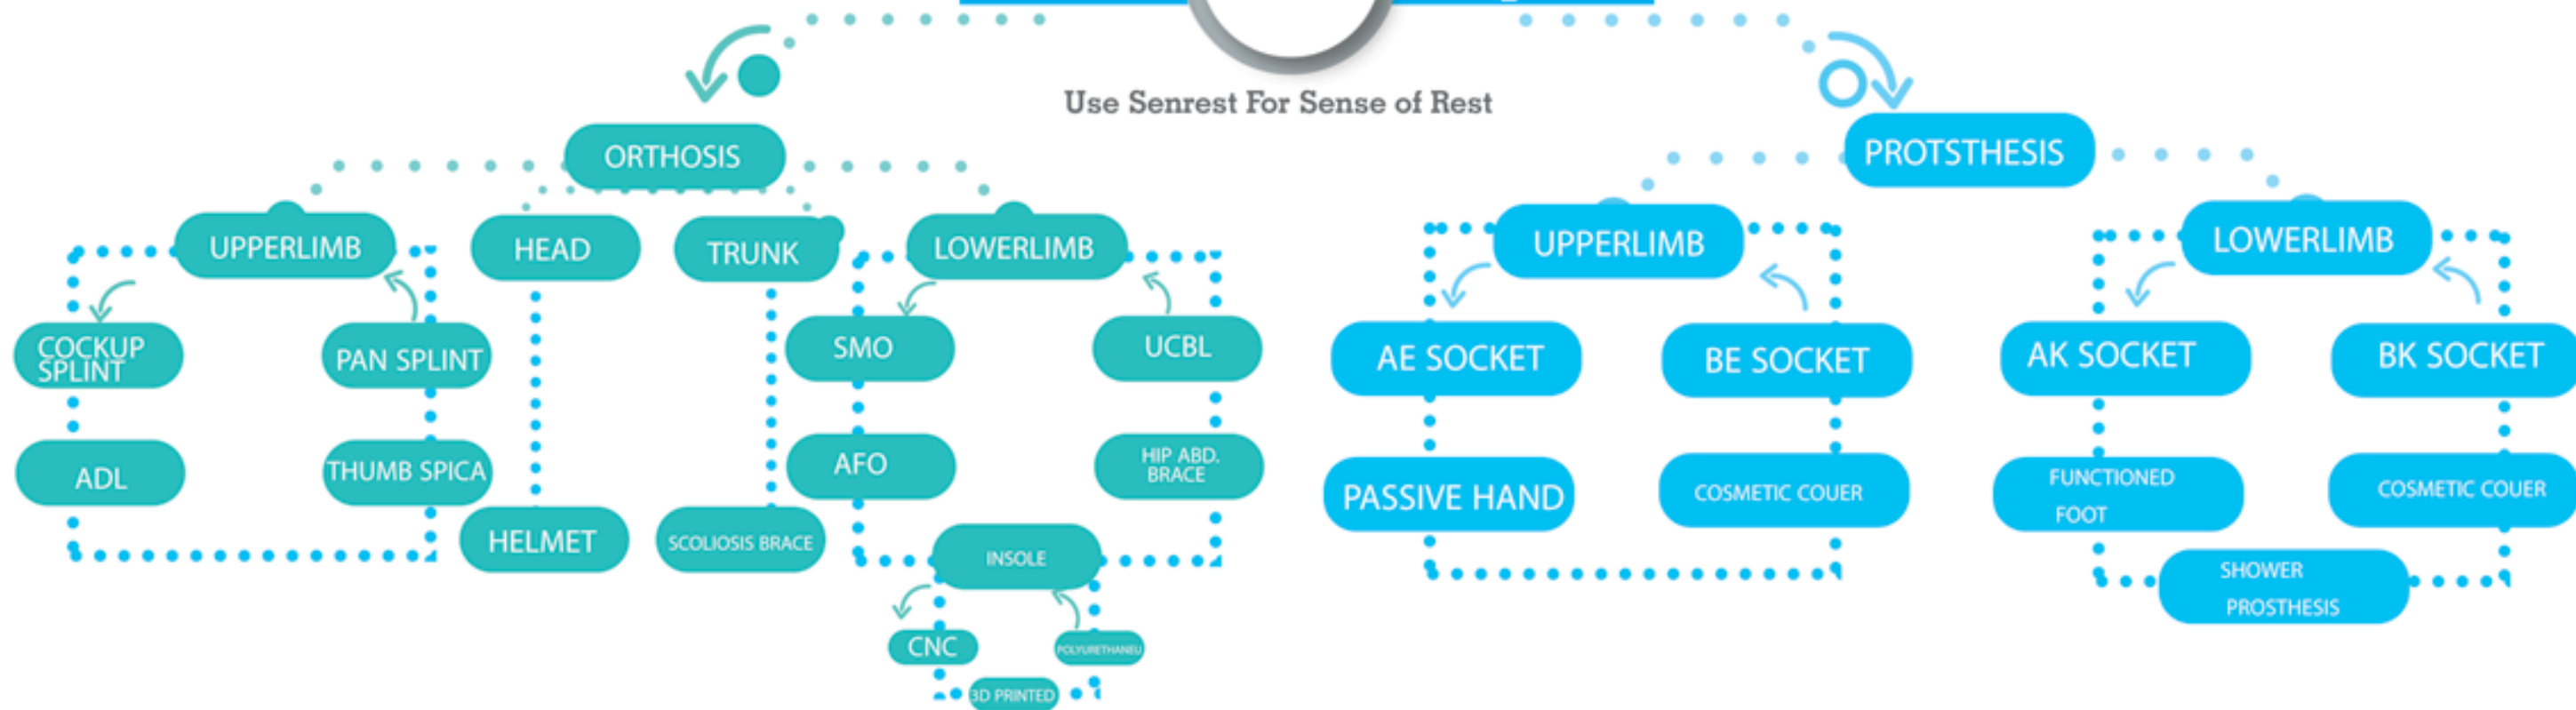 Use Senrest For Sense of Rest
ORTHOSIS
PROTSTHESIS
UPPERLIMB
HEAD
TRUNK
LOWERLIMB
UPPERLIMB
LOWERLIMB
COCKUP
SPLINT
PAN SPLINT
SMO
UCBL
AE SOCKET
BE SOCKET
AK SOCKET
BK SOCKET
ADL
THUMB SPICA
AFO
HIP ABD.
BRACE
PASSIVE HAND
COSMETIC COUER
FUNCTIONED
FOOT
COSMETIC COUER
HELMET
SCOLIOSIS BRACE
INSOLE
SHOWER
PROSTHESIS
CNC
POLYURETHANEU
3D PRINTED